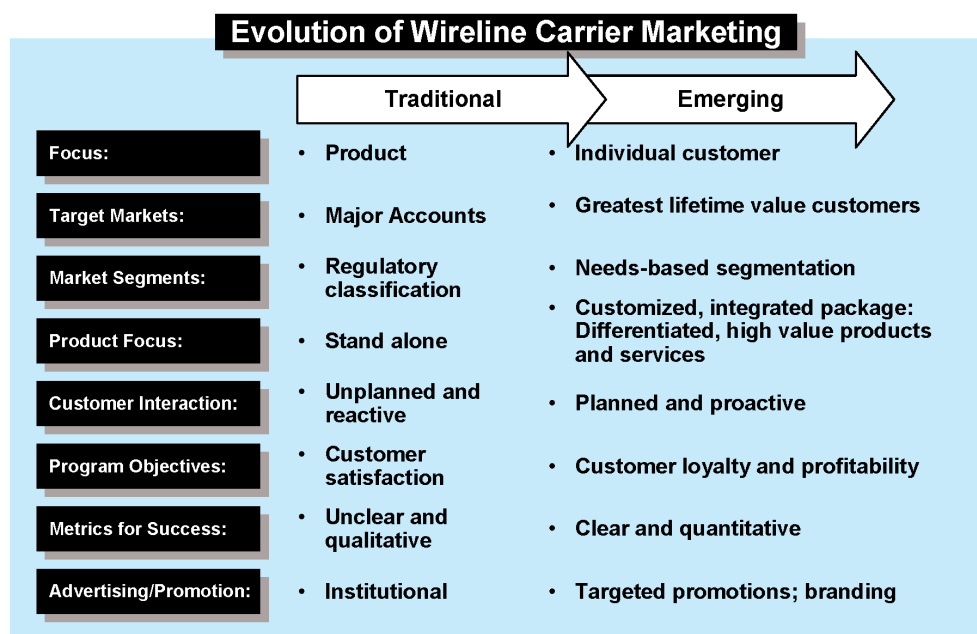 Evolution of Wireline Carrier Marketing
Traditional
Emerging
Focus:
• Product
• Individual customer
Target Markets:
• Major Accounts
• Greatest lifetime value customers
Market Segments:
• Regulatory
classification
• Needs-based segmentation
Product Focus:
• Stand alone
• Customized, integrated package:
Differentiated, high value products
and services
Customer Interaction:
• Unplanned and
reactive
• Planned and proactive
Program Objectives:
• Customer
satisfaction
• Customer loyalty and profitability
Metrics for Success:
• Unclear and
qualitative
• Clear and quantitative
Advertising/Promotion:
• Institutional
• Targeted promotions; branding